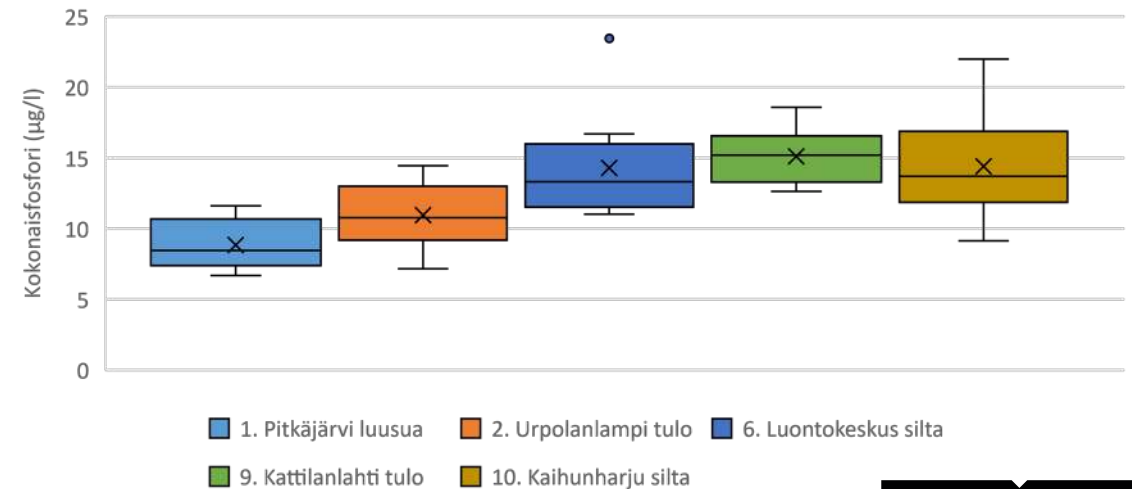 25
20
15
10
5
0
Kokonaisfosfori (µg/l)
1. Pitkäjärvi luusua
2. Urpolanlampi tulo
6. Luontokeskus silta
9. Kattilanlahti tulo
10. Kaihunharju silta